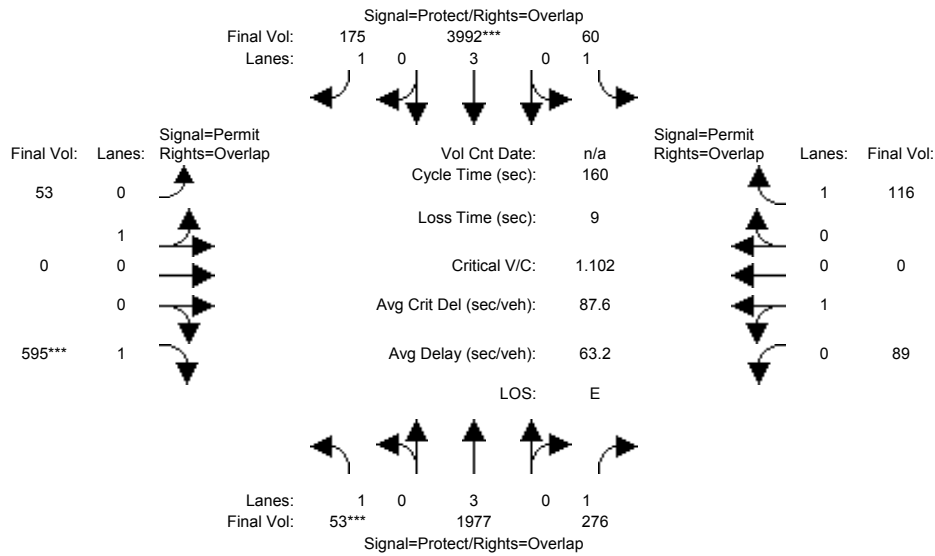 Signal=Protect/Rights=Overlap
Final Vol: 175 3992*** 60
Lanes: 1 0 3 0 1
Signal=Permit Signal=Permit
Final Vol: Lanes: Rights=Overlap Vol Cnt Date: n/a Rights=Overlap Lanes: Final Vol:
Cycle Time (sec): 160
53 0 1 116
Loss Time (sec): 9
1 0
0 0 Critical V/C: 1.102 0 0
0 Avg Crit Del (sec/veh): 87.6 1
595*** 1 Avg Delay (sec/veh): 63.2 0 89
LOS: E
Lanes: 1 0 3 0 1
Final Vol: 53*** 1977 276
Signal=Protect/Rights=Overlap